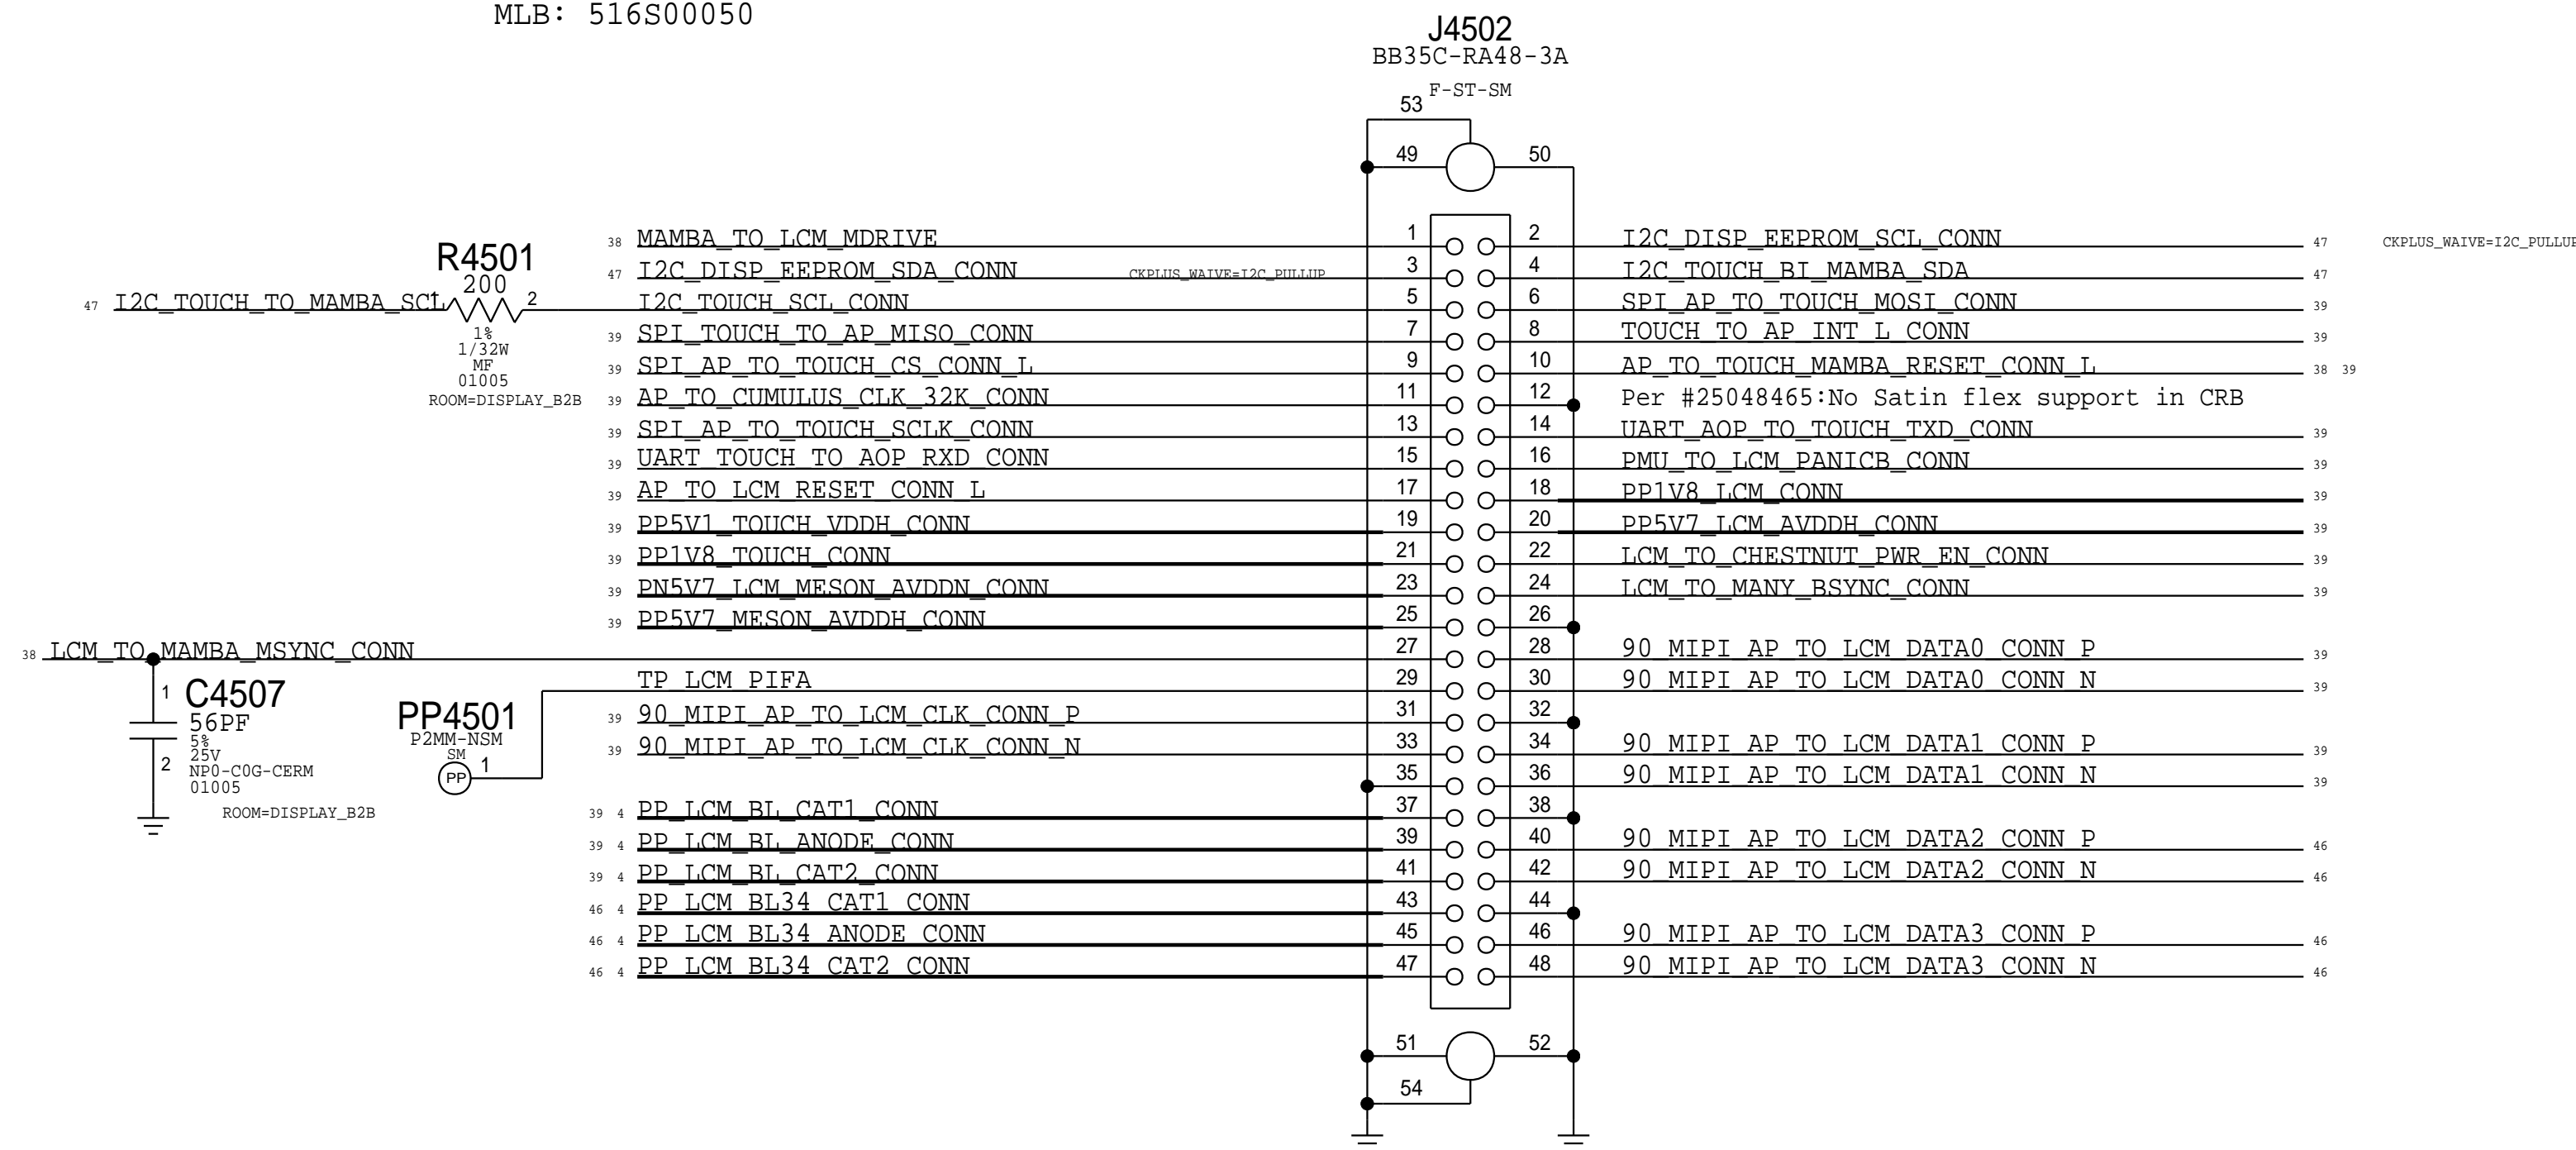 MLB: 516S00050
J4502
BB35C-RA48-3A
F-ST-SM
53
49 50
38 MAMBA_TO_LCM_MDRIVE 1 2 I2C_DISP_EEPROM_SCL_CONN 47 CKPLUS_WAIVE=I2C_PULLUP
47 I2C_DISP_EEPROM_SDA_CONN CKPLUS_WAIVE=I2C_PULLUP 3 4 I2C_TOUCH_BI_MAMBA_SDA 47
R4501
200
47 I2C_TOUCH_TO_MAMBA_SCL 1 2 I2C_TOUCH_SCL_CONN 5 6 SPI_AP_TO_TOUCH_MOSI_CONN 39
1%
1/32W
MF
01005
ROOM=DISPLAY_B2B
39 SPI_TOUCH_TO_AP_MISO_CONN 7 8 TOUCH_TO_AP_INT_L_CONN 39
39 SPI_AP_TO_TOUCH_CS_CONN_L 9 10 AP_TO_TOUCH_MAMBA_RESET_CONN_L 38 39
39 AP_TO_CUMULUS_CLK_32K_CONN 11 12 Per #25048465:No Satin flex support in CRB
39 SPI_AP_TO_TOUCH_SCLK_CONN 13 14 UART_AOP_TO_TOUCH_TXD_CONN 39
39 UART_TOUCH_TO_AOP_RXD_CONN 15 16 PMU_TO_LCM_PANICB_CONN 39
39 AP_TO_LCM_RESET_CONN_L 17 18 PP1V8_LCM_CONN 39
39 PP5V1_TOUCH_VDDH_CONN 19 20 PP5V7_LCM_AVDDH_CONN 39
39 PP1V8_TOUCH_CONN 21 22 LCM_TO_CHESTNUT_PWR_EN_CONN 39
39 PN5V7_LCM_MESON_AVDDN_CONN 23 24 LCM_TO_MANY_BSYNC_CONN 39
39 PP5V7_MESON_AVDDH_CONN 25 26
38 LCM_TO_MAMBA_MSYNC_CONN 27 28 90_MIPI_AP_TO_LCM_DATA0_CONN_P 39
TP_LCM_PIFA 29 30 90_MIPI_AP_TO_LCM_DATA0_CONN_N 39
1 C4507
56PF
5%
25V
NP0-C0G-CERM
01005
2
ROOM=DISPLAY_B2B
PP4501
P2MM-NSM
SM
PP 1
39 90_MIPI_AP_TO_LCM_CLK_CONN_P 31 32
39 90_MIPI_AP_TO_LCM_CLK_CONN_N 33 34 90_MIPI_AP_TO_LCM_DATA1_CONN_P 39
35 36 90_MIPI_AP_TO_LCM_DATA1_CONN_N 39
39 4 PP_LCM_BL_CAT1_CONN 37 38
39 4 PP_LCM_BL_ANODE_CONN 39 40 90_MIPI_AP_TO_LCM_DATA2_CONN_P 46
39 4 PP_LCM_BL_CAT2_CONN 41 42 90_MIPI_AP_TO_LCM_DATA2_CONN_N 46
46 4 PP_LCM_BL34_CAT1_CONN 43 44
46 4 PP_LCM_BL34_ANODE_CONN 45 46 90_MIPI_AP_TO_LCM_DATA3_CONN_P 46
46 4 PP_LCM_BL34_CAT2_CONN 47 48 90_MIPI_AP_TO_LCM_DATA3_CONN_N 46
51 52
54